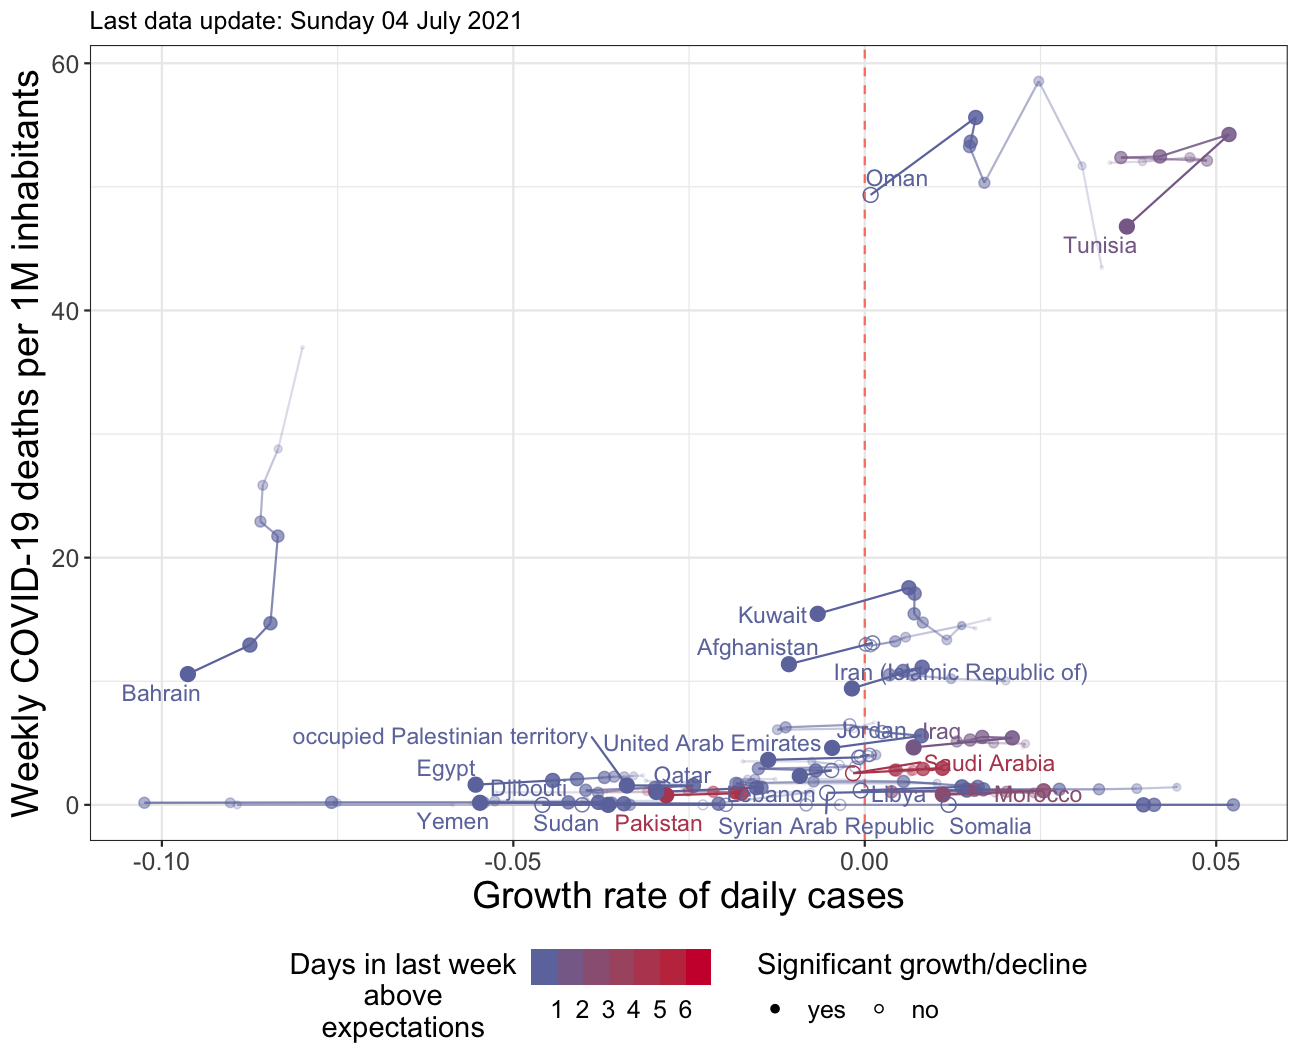 Last data update: Sunday 04 July 2021
Weekly COVID-19 deaths per 1M inhabitants
60
40
20
0
Oman
Tunisia
Kuwait
Afghanistan
Iran (Islamic Republic of)
Bahrain
occupied Palestinian territory
United Arab Emirates
Jordan
Iraq
Egypt
Djibouti
Qatar
Saudi Arabia
Lebanon
Libya
Morocco
Yemen
Sudan
Pakistan
Syrian Arab Republic
Somalia
-0.10
-0.05
0.00
0.05
Growth rate of daily cases
Days in last week
above
expectations
1 2 3 4 5 6
Significant growth/decline
yes
no